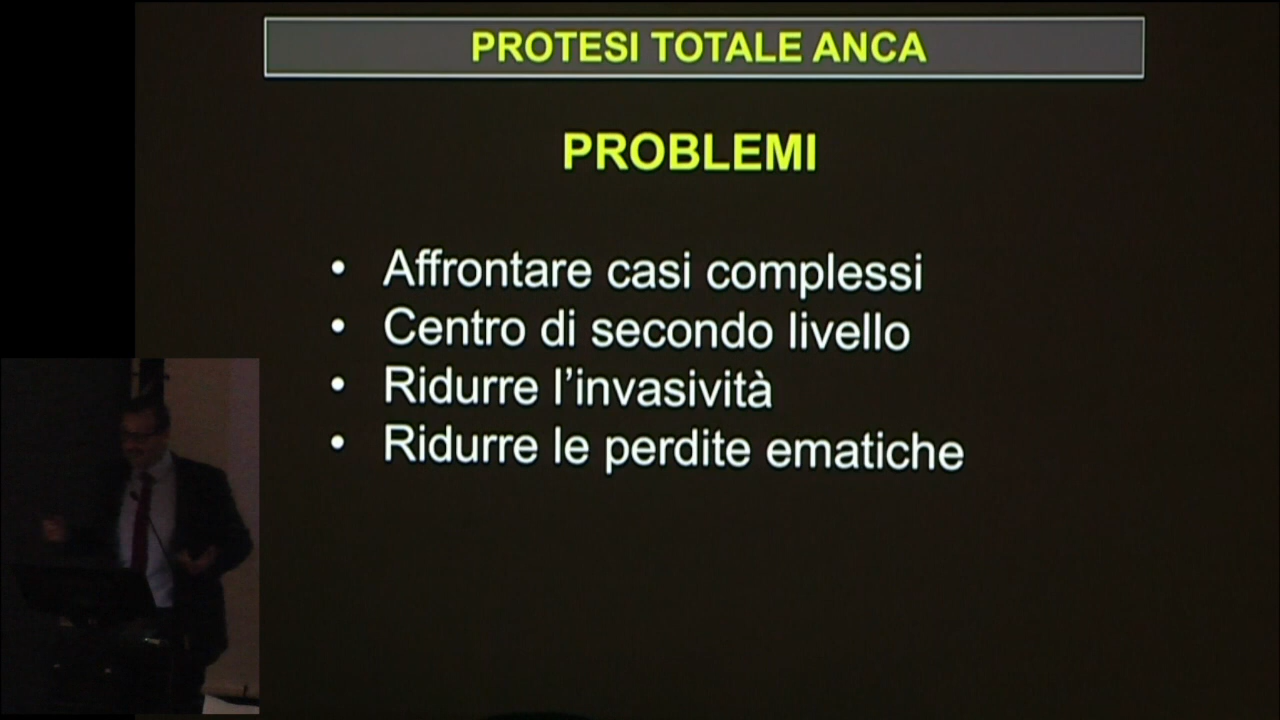 PROTESI TOTALE ANCA
PROBLEMI
• Affrontare casi complessi
• Centro di secondo livello
• Ridurre l'invasività
• Ridurre le perdite ematiche